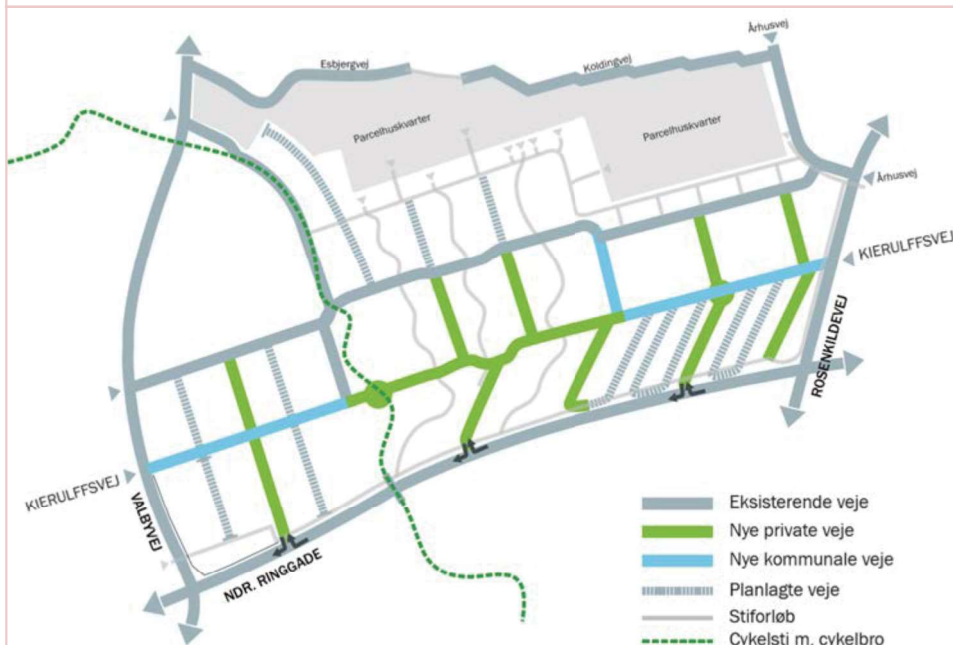 Århusvej
Esbjergvej
Koldingvej
Parcelhuskvarter
Parcelhuskvarter
Århusvej
KIERULFFSVEJ
ROSENKILDEVEJ
KIERULFFSVEJ
VALBYVEJ
NDR. RINGGADE
Eksisterende veje
Nye private veje
Nye kommunale veje
Planlagte veje
Stiforløb
Cykelsti m. cykelbro